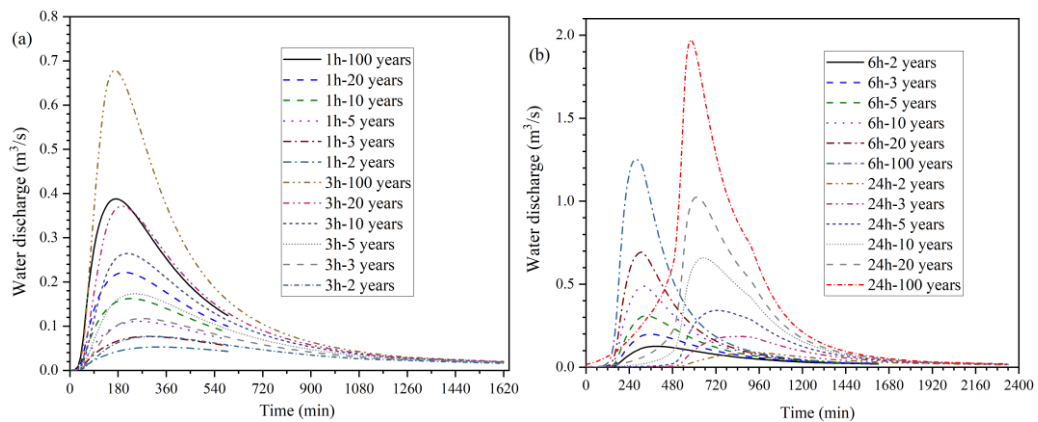 (a)
0.8
0.7
0.6
0.5
0.4
0.3
0.2
0.1
0.0
Water discharge (m³/s)
1h-100 years
1h-20 years
1h-10 years
1h-5 years
1h-3 years
1h-2 years
3h-100 years
3h-20 years
3h-10 years
3h-5 years
3h-3 years
3h-2 years
0 180 360 540 720 900 1080 1260 1440 1620
Time (min)
(b)
2.0
1.5
1.0
0.5
0.0
Water discharge (m³/s)
6h-2 years
6h-3 years
6h-5 years
6h-10 years
6h-20 years
6h-100 years
24h-2 years
24h-3 years
24h-5 years
24h-10 years
24h-20 years
24h-100 years
0 240 480 720 960 1200 1440 1680 1920 2160 2400
Time (min)